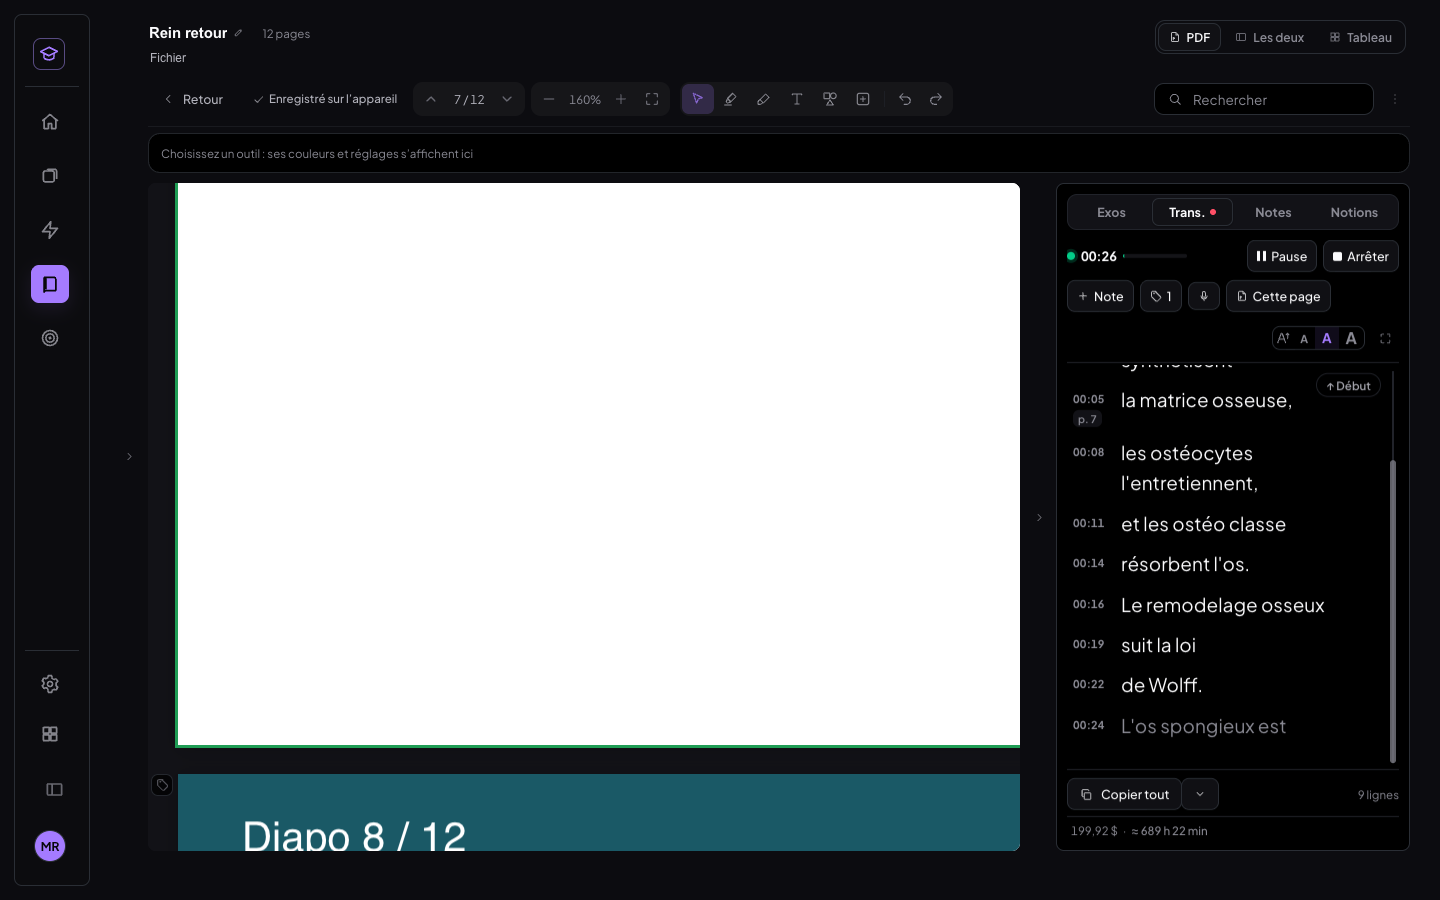 Rein retour
12 pages
Fichier
PDF
Les deux
Tableau
Retour
Enregistré sur l'appareil
7 / 12
160%
Rechercher
Choisissez un outil : ses couleurs et réglages s'affichent ici
Diapo 8 / 12
Exos
Trans.
Notes
Notions
00:26
Pause
Arrêter
+ Note
1
Cette page
A A A A
synthétisent
↑ Début
00:05 la matrice osseuse,
p. 7
00:08 les ostéocytes
l'entretiennent,
00:11 et les ostéo classe
00:14 résorbent l'os.
00:16 Le remodelage osseux
00:19 suit la loi
00:22 de Wolff.
00:24 L'os spongieux est
Copier tout
9 lignes
199,92 $ · ≈ 689 h 22 min
MR